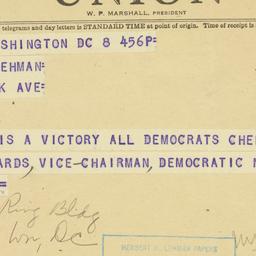 UNION
W. P. MARSHALL, PRESIDENT
telegrams and day letters is STANDARD TIME at point of origin. Time of receipt is
SHINGTON DC 8 456P=
EHMAN=
K AVE=
IS A VICTORY ALL DEMOCRATS CHE
ARDS, VICE-CHAIRMAN, DEMOCRATIC N
=
Ring Bldg
Wn, DC
HERBERT H. LEHMAN PAPERS